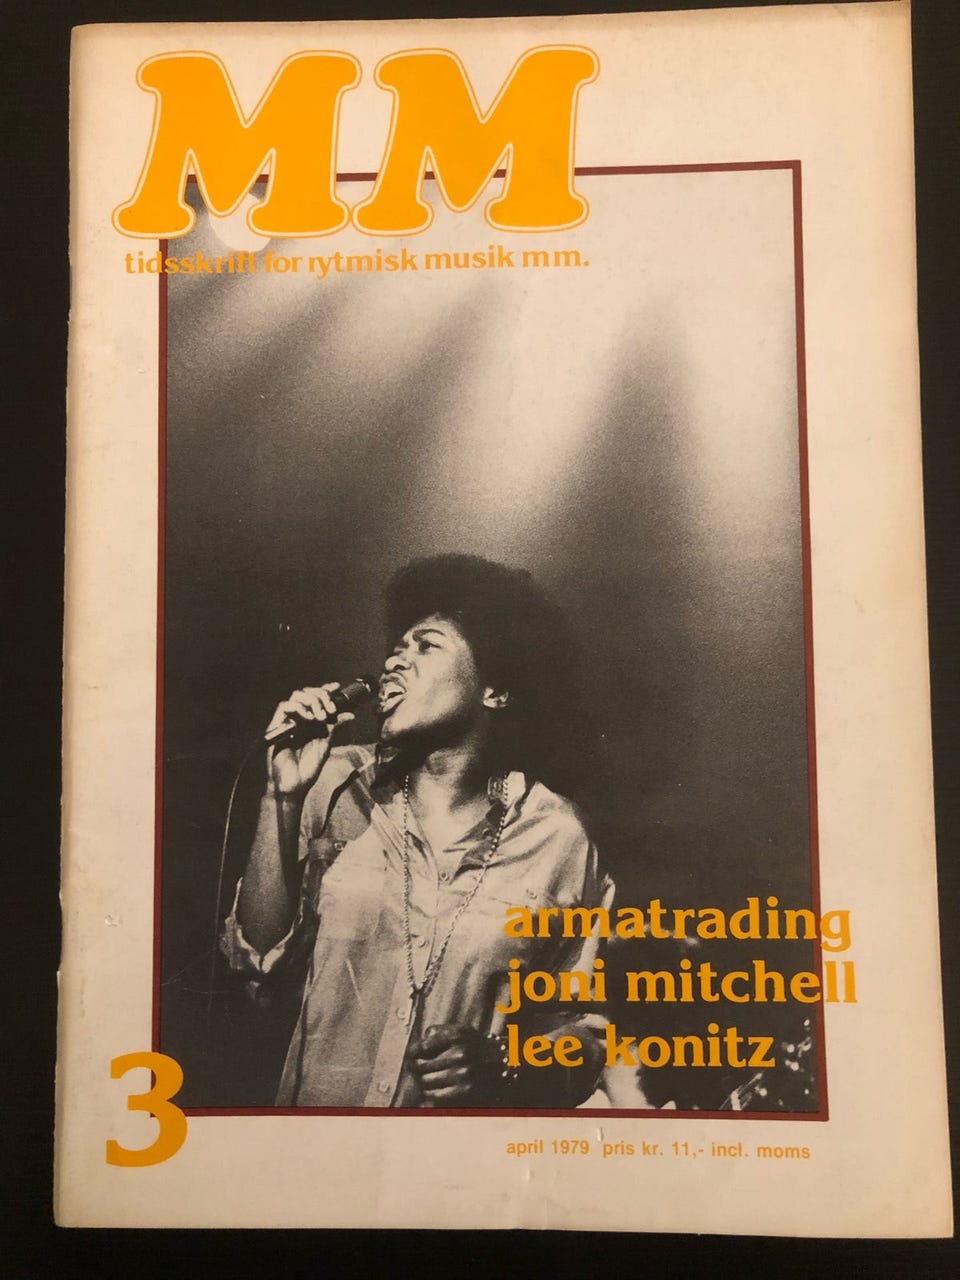 MM
tidsskrift for rytmisk musik mm.
armatrading
joni mitchell
lee konitz
3
april 1979 pris kr. 11,- incl. moms